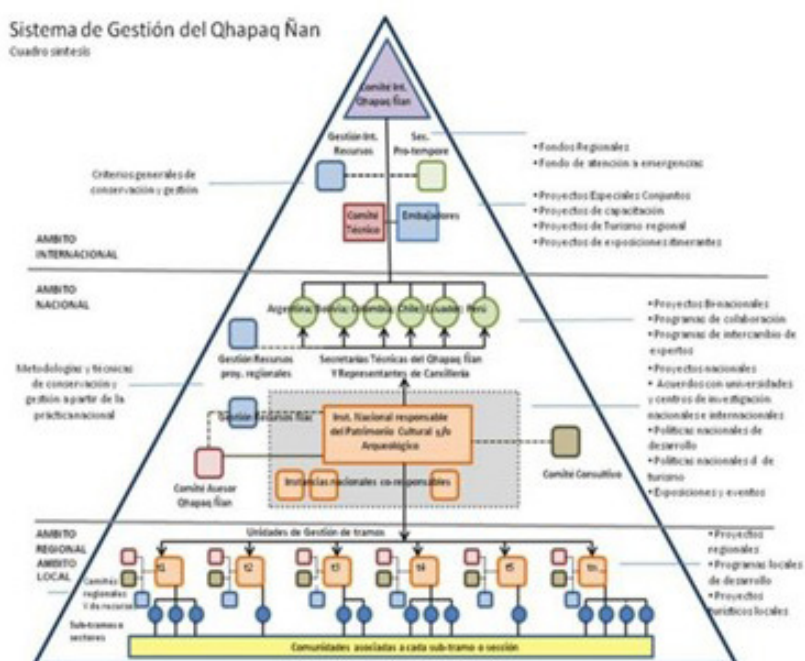 Sistema de Gestión del Qhapaq Ñan
Cuadro síntesis
Comité Int.
Qhapaq Ñan
Gestión Int.
Recursos
Sec.
Pro-tempore
• Fondos Regionales
• Fondo de atención a emergencias
Criterios generales de
conservación y gestión
Comité
Técnico
Embajadores
• Proyectos Especiales Conjuntos
• Proyectos de capacitación
• Proyectos de Turismo regional
• Proyectos de exposiciones itinerantes
AMBITO
INTERNACIONAL
AMBITO
NACIONAL
Argentina; Bolivia; Colombia; Chile; Ecuador; Perú
• Proyectos Binacionales
• Programas de colaboración
• Programas de intercambio de
expertos
Gestión Recursos
proy. regionales
Secretarías Técnicas del Qhapaq Ñan
Y Representantes de Cancillería
Metodologías y técnicas
de conservación y
gestión a partir de la
práctica nacional
• Proyectos nacionales
• Acuerdos con universidades
y centros de investigación
nacionales e internacionales
• Políticas nacionales de
desarrollo
• Políticas nacionales d de
turismo
• Exposiciones y eventos
Gestión Recursos Nac
Inst. Nacional responsable
del Patrimonio Cultural y/o
Arqueológico
Comité Asesor
Qhapaq Ñan
Instancias nacionales co-responsables
Comité Consultivo
AMBITO
REGIONAL
AMBITO
LOCAL
Unidades de Gestión de tramos
t1
t2
t3
t4
t5
tn
• Proyectos
regionales
• Programas locales
de desarrollo
• Proyectos
turísticos locales
Comités
regionales
Y de recursos
Sub-tramos o
sectores
Comunidades asociadas a cada sub-tramo o sección